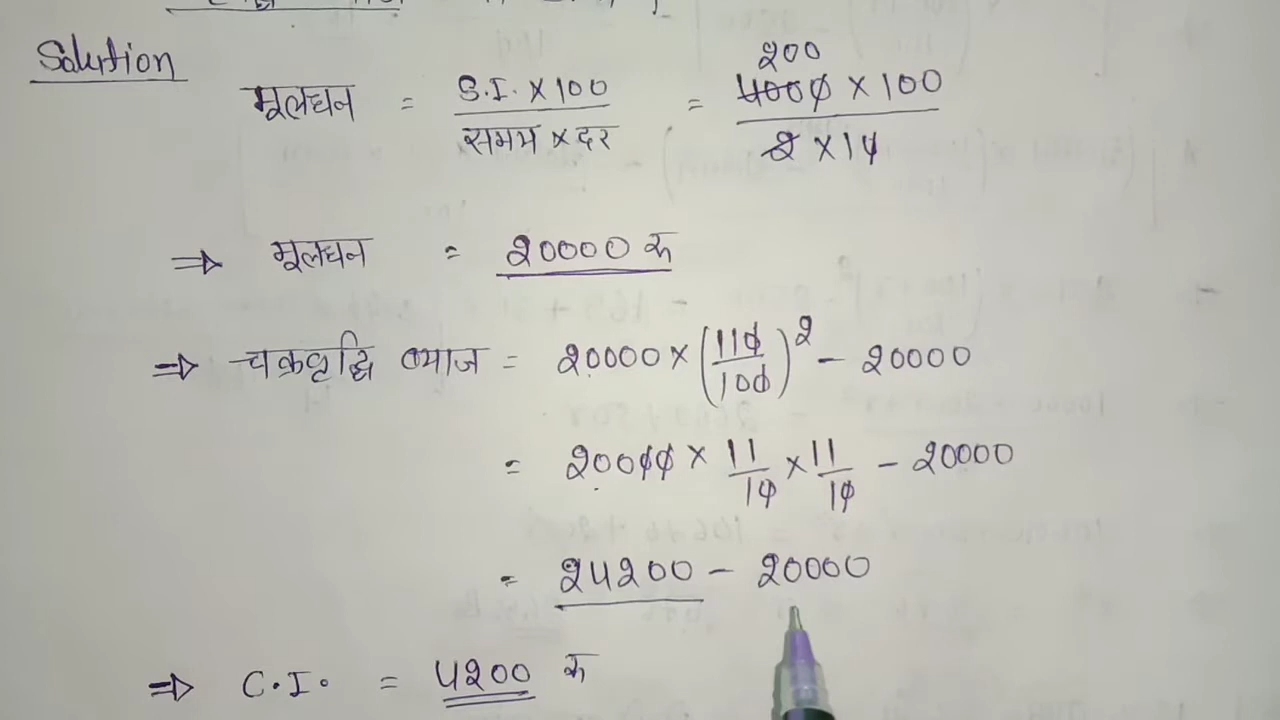 Solution
200
मूलधन = S.I. × 100 / समय × दर = 4000 × 100 / 2 × 10
⇒ मूलधन = 20000 रू
⇒ चक्रवृद्धि ब्याज = 20000 × (110/100)² – 20000
= 20000 × 11/10 × 11/10 – 20000
= 24200 – 20000
⇒ C.I. = 4200 रू